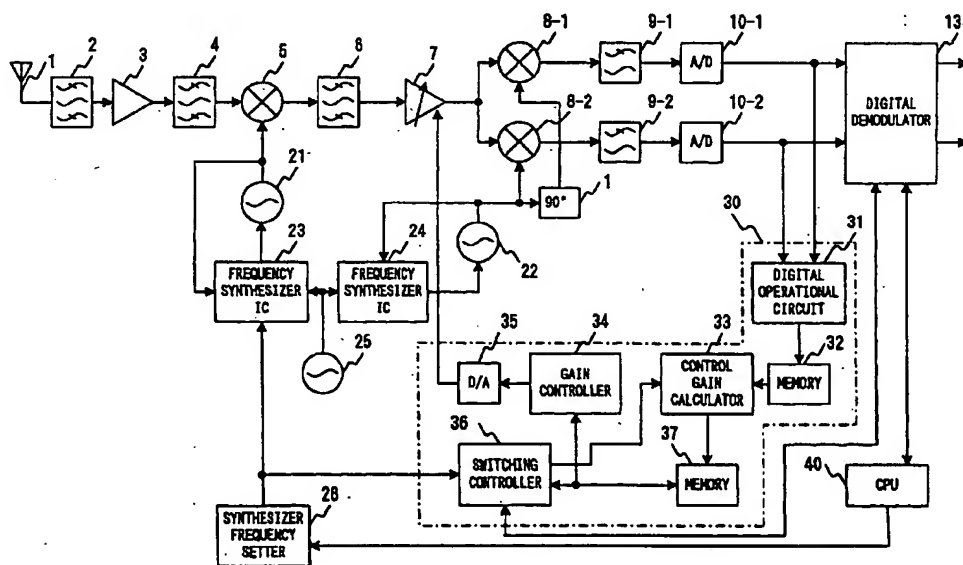 1
2
3
4
5
6
7
8-1
9-1
10-1
13
A/D
DIGITAL
DEMODULATOR
8-2
9-2
10-2
A/D
21
1
90°
30
31
23
24
22
FREQUENCY
SYNTHESIZER
IC
FREQUENCY
SYNTHESIZER
IC
DIGITAL
OPERATIONAL
CIRCUIT
25
35
34
33
32
D/A
GAIN
CONTROLLER
CONTROL
GAIN
CALCULATOR
MEMORY
36
37
SWITCHING
CONTROLLER
MEMORY
40
CPU
26
SYNTHESIZER
FREQUENCY
SETTER